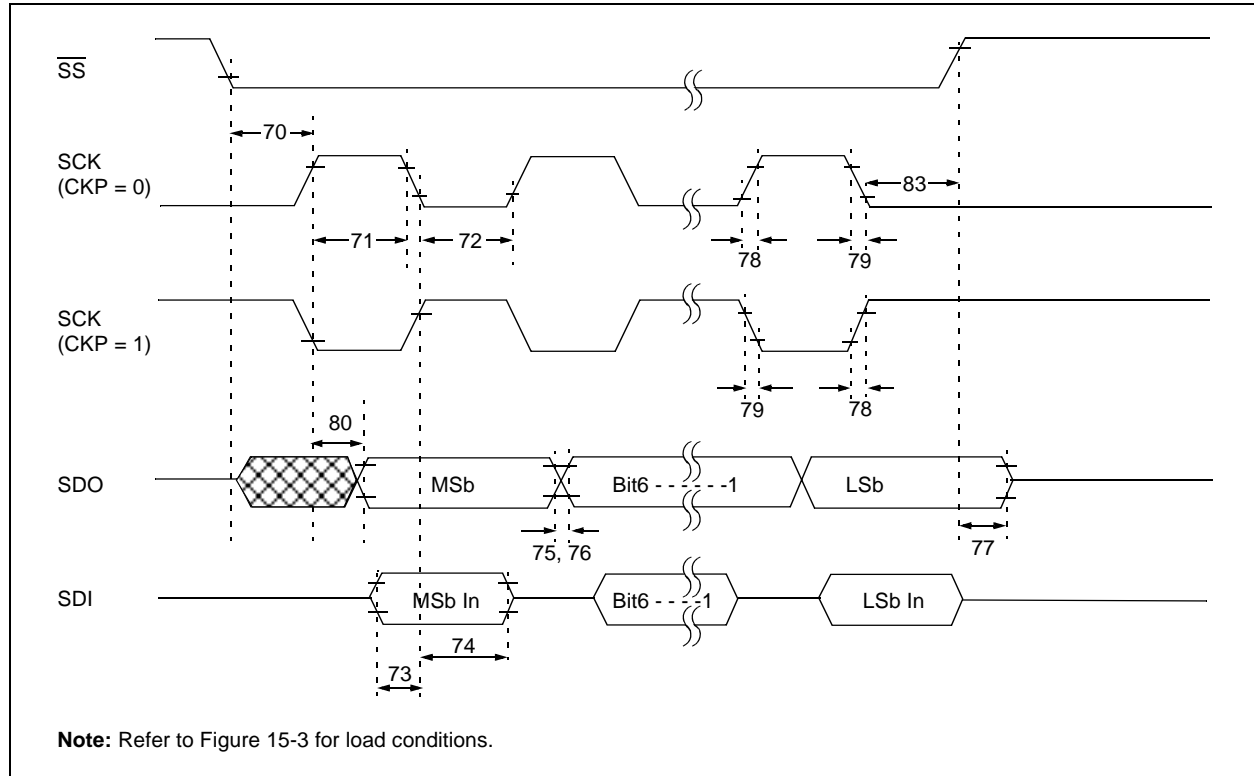 SS
70
SCK
(CKP = 0)
83
71
72
78
79
SCK
(CKP = 1)
79
78
80
SDO
MSb
Bit6 - - - - - -1
LSb
75, 76
77
SDI
MSb In
Bit6 - - - -1
LSb In
74
73
Note: Refer to Figure 15-3 for load conditions.